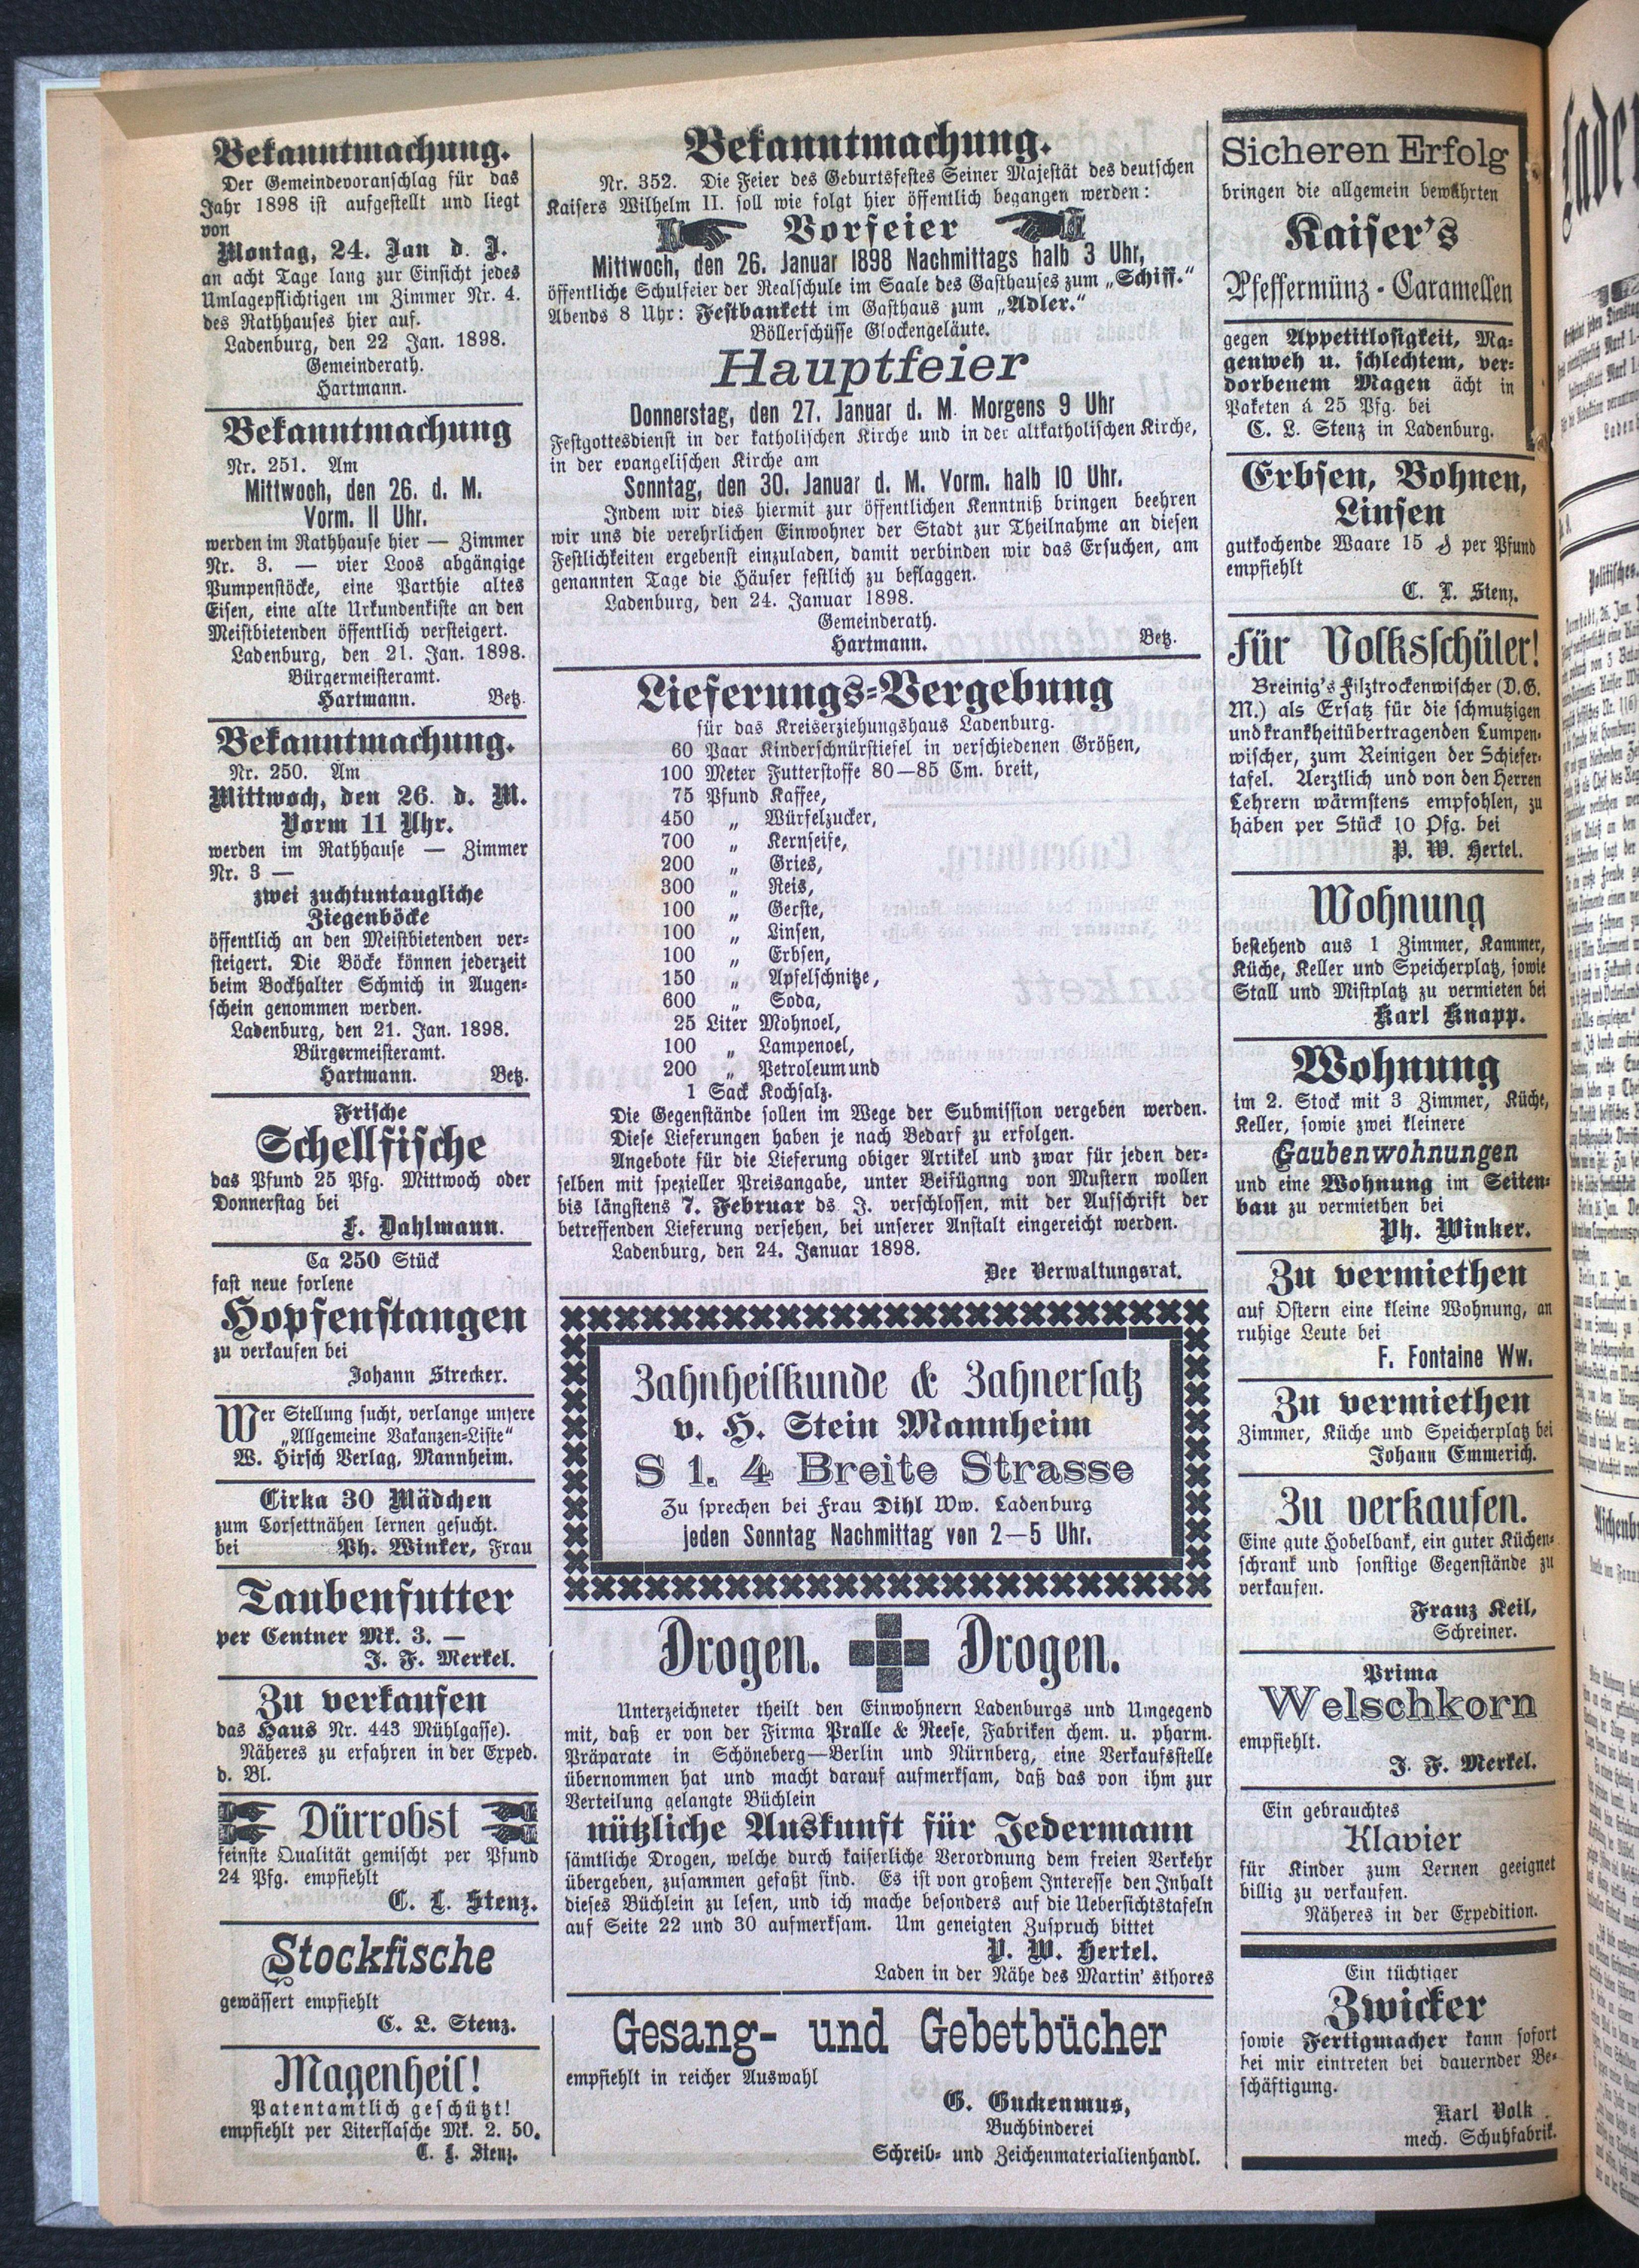 Bekanntmachung.
Der Gemeindevoranschlag für das
Jahr 1898 ist aufgestellt und liegt
von
Montag, 24. Jan d. J.
an acht Tage lang zur Einsicht jedes
Umlagepflichtigen im Zimmer Nr. 4.
des Rathhauses hier auf.
Ladenburg, den 22 Jan. 1898.
Gemeinderath.
Hartmann.
Bekanntmachung
Nr. 251. Am
Mittwoch, den 26. d. M.
Vorm. 11 Uhr.
werden im Rathhause hier — Zimmer
Nr. 3. — vier Loos abgängige
Pumpenstöcke, eine Parthie altes
Eisen, eine alte Urkundenkiste an den
Meistbietenden öffentlich versteigert.
Ladenburg, den 21. Jan. 1898.
Bürgermeisteramt.
Hartmann. Betz.
Bekanntmachung.
Nr. 250. Am
Mittwoch, den 26. d. M.
Vorm 11 Uhr.
werden im Rathhause — Zimmer
Nr. 3 —
zwei zuchtuntaugliche
Ziegenböcke
öffentlich an den Meistbietenden ver-
steigert. Die Böcke können jederzeit
beim Bockhalter Schmich in Augen-
schein genommen werden.
Ladenburg, den 21. Jan. 1898.
Bürgermeisteramt.
Hartmann. Betz.
Frische
Schellfische
das Pfund 25 Pfg. Mittwoch oder
Donnerstag bei
F. Dahlmann.
Ca 250 Stück
fast neue forlene
Hopfenstangen
zu verkaufen bei
Johann Strecker.
Wer Stellung sucht, verlange unsere
„Allgemeine Vakanzen-Liste“
W. Hirsch Verlag, Mannheim.
Cirka 30 Mädchen
zum Corsettnähen lernen gesucht.
bei Ph. Winker, Frau
Taubenfutter
per Centner Mk. 3. —
J. F. Merkel.
Zu verkaufen
das Haus Nr. 443 Mühlgasse).
Näheres zu erfahren in der Exped.
d. Bl.
Dürrobst
feinste Qualität gemischt per Pfund
24 Pfg. empfiehlt
C. L. Stenz.
Stockfische
gewässert empfiehlt
C. L. Stenz.
Magenheil!
Patentamtlich geschützt!
empfiehlt per Literflasche Mk. 2. 50.
C. L. Stenz.
Bekanntmachung.
Nr. 352. Die Feier des Geburtsfestes Seiner Majestät des deutschen
Kaisers Wilhelm II. soll wie folgt hier öffentlich begangen werden:
Vorfeier
Mittwoch, den 26. Januar 1898 Nachmittags halb 3 Uhr,
öffentliche Schulfeier der Realschule im Saale des Gasthauses zum „Schiff.“
Abends 8 Uhr: Festbankett im Gasthaus zum „Adler.“
Böllerschüsse Glockengeläute.
Hauptfeier
Donnerstag, den 27. Januar d. M. Morgens 9 Uhr
Festgottesdienst in der katholischen Kirche und in der altkatholischen Kirche,
in der evangelischen Kirche am
Sonntag, den 30. Januar d. M. Vorm. halb 10 Uhr.
Indem wir dies hiermit zur öffentlichen Kenntniß bringen beehren
wir uns die verehrlichen Einwohner der Stadt zur Theilnahme an diesen
Festlichkeiten ergebenst einzuladen, damit verbinden wir das Ersuchen, am
genannten Tage die Häuser festlich zu beflaggen.
Ladenburg, den 24. Januar 1898.
Gemeinderath.
Hartmann. Betz.
Lieferungs-Vergebung
für das Kreiserziehungshaus Ladenburg.
60 Paar Kinderschnürstiefel in verschiedenen Größen,
100 Meter Futterstoffe 80—85 Cm. breit,
75 Pfund Kaffee,
450 „ Würfelzucker,
700 „ Kernseife,
200 „ Gries,
300 „ Reis,
100 „ Gerste,
100 „ Linsen,
100 „ Erbsen,
150 „ Apfelschnitze,
600 „ Soda,
25 Liter Mohnoel,
100 „ Lampenoel,
200 „ Petroleum und
1 Sack Kochsalz.
Die Gegenstände sollen im Wege der Submission vergeben werden.
Diese Lieferungen haben je nach Bedarf zu erfolgen.
Angebote für die Lieferung obiger Artikel und zwar für jeden der-
selben mit spezieller Preisangabe, unter Beifügung von Mustern wollen
bis längstens 7. Februar ds. J. verschlossen, mit der Aufschrift der
betreffenden Lieferung versehen, bei unserer Anstalt eingereicht werden.
Ladenburg, den 24. Januar 1898.
Der Verwaltungsrat.
Zahnheilkunde & Zahnersatz
v. H. Stein Mannheim
S 1. 4 Breite Strasse
Zu sprechen bei Frau Dihl Ww. Ladenburg
jeden Sonntag Nachmittag von 2—5 Uhr.
Drogen. Drogen.
Unterzeichneter theilt den Einwohnern Ladenburgs und Umgegend
mit, daß er von der Firma Pralle & Reese, Fabriken chem. u. pharm.
Präparate in Schöneberg—Berlin und Nürnberg, eine Verkaufsstelle
übernommen hat und macht darauf aufmerksam, daß das von ihm zur
Verteilung gelangte Büchlein
nützliche Auskunft für Jedermann
sämtliche Drogen, welche durch kaiserliche Verordnung dem freien Verkehr
übergeben, zusammen gefaßt sind. Es ist von großem Interesse den Inhalt
dieses Büchlein zu lesen, und ich mache besonders auf die Uebersichtstafeln
auf Seite 22 und 30 aufmerksam. Um geneigten Zuspruch bittet
P. W. Hertel.
Laden in der Nähe des Martin' sthores
Gesang- und Gebetbücher
empfiehlt in reicher Auswahl
G. Guckenmus,
Buchbinderei
Schreib- und Zeichenmaterialienhandl.
Sicheren Erfolg
bringen die allgemein bewährten
Kaiser's
Pfeffermünz-Caramellen
gegen Appetitlosigkeit, Ma-
genweh u. schlechtem, ver-
dorbenem Magen ächt in
Paketen á 25 Pfg. bei
C. L. Stenz in Ladenburg.
Erbsen, Bohnen,
Linsen
gutkochende Waare 15 ₰ per Pfund
empfiehlt
C. L. Stenz.
Für Volksschüler!
Breinig's Filztrockenwischer (D. G.
M.) als Ersatz für die schmutzigen
und krankheitübertragenden Lumpen-
wischer, zum Reinigen der Schiefer-
tafel. Aerztlich und von den Herren
Lehrern wärmstens empfohlen, zu
haben per Stück 10 Pfg. bei
P. W. Hertel.
Wohnung
bestehend aus 1 Zimmer, Kammer,
Küche, Keller und Speicherplatz, sowie
Stall und Mistplatz zu vermieten bei
Karl Knapp.
Wohnung
im 2. Stock mit 3 Zimmer, Küche,
Keller, sowie zwei kleinere
Gaubenwohnungen
und eine Wohnung im Seiten-
bau zu vermiethen bei
Ph. Winker.
Zu vermiethen
auf Ostern eine kleine Wohnung, an
ruhige Leute bei
F. Fontaine Ww.
Zu vermiethen
Zimmer, Küche und Speicherplatz bei
Johann Emmerich.
Zu verkaufen.
Eine gute Hobelbank, ein guter Küchen-
schrank und sonstige Gegenstände zu
verkaufen.
Franz Keil,
Schreiner.
Prima
Welschkorn
empfiehlt.
J. F. Merkel.
Ein gebrauchtes
Klavier
für Kinder zum Lernen geeignet
billig zu verkaufen.
Näheres in der Expedition.
Ein tüchtiger
Zwicker
sowie Fertigmacher kann sofort
bei mir eintreten bei dauernder Be-
schäftigung.
Karl Volk
mech. Schuhfabrik.